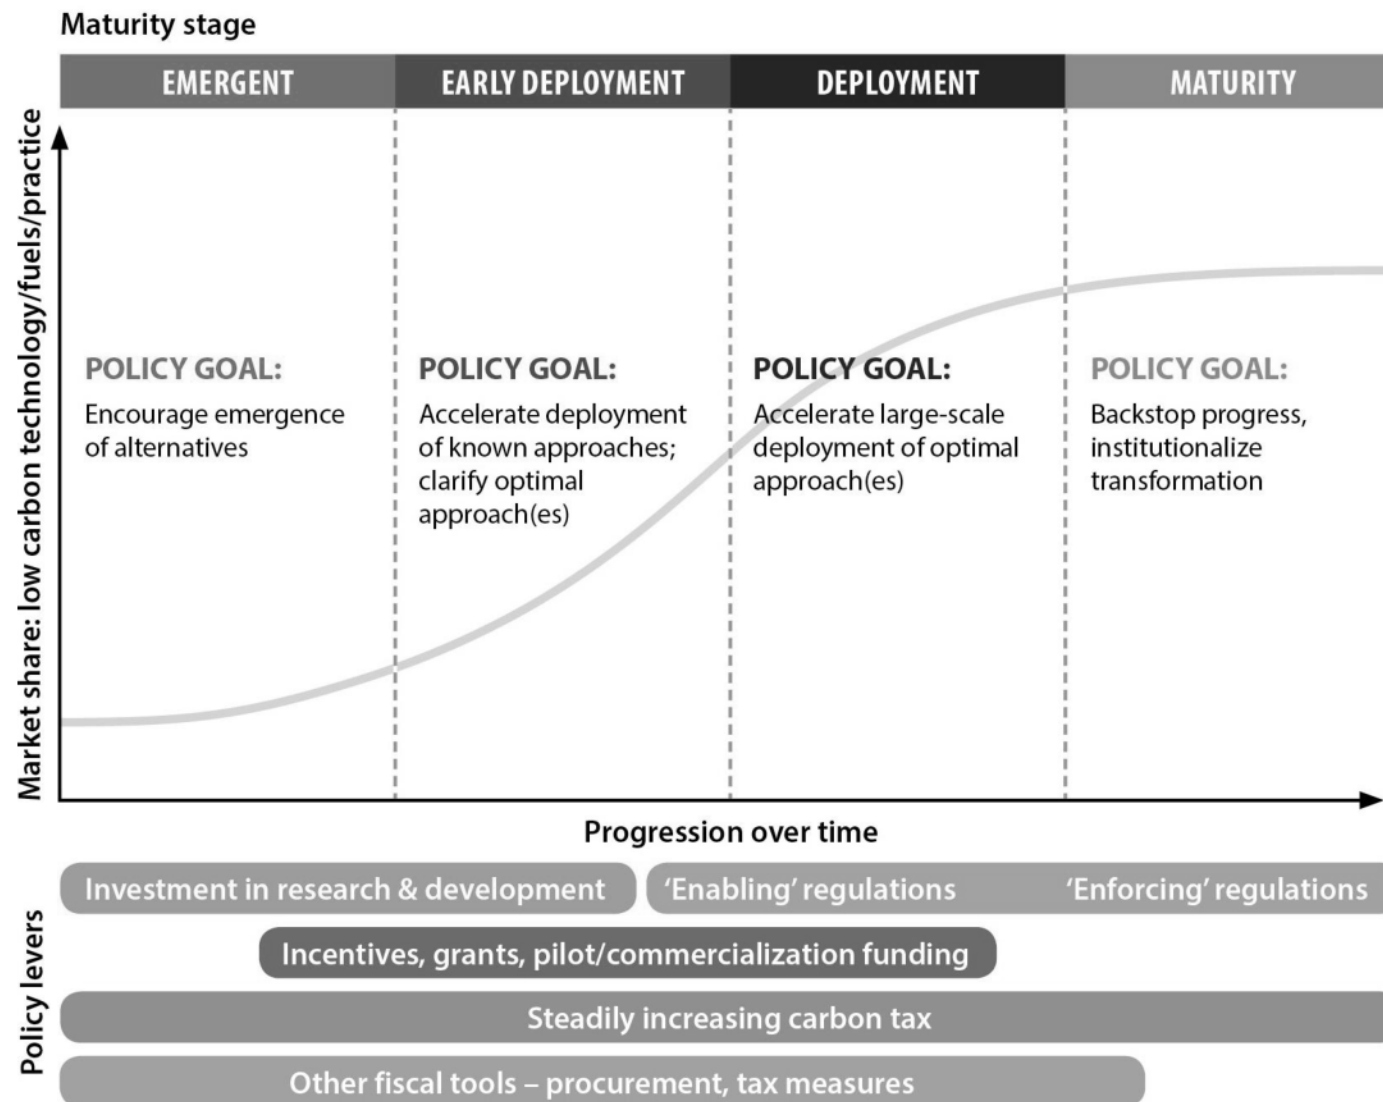 Maturity stage
EMERGENT
EARLY DEPLOYMENT
DEPLOYMENT
MATURITY
Market share: low carbon technology/fuels/practice
POLICY GOAL:
Encourage emergence
of alternatives
POLICY GOAL:
Accelerate deployment
of known approaches;
clarify optimal
approach(es)
POLICY GOAL:
Accelerate large-scale
deployment of optimal
approach(es)
POLICY GOAL:
Backstop progress,
institutionalize
transformation
Progression over time
Policy levers
Investment in research & development
‘Enabling’ regulations
‘Enforcing’ regulations
Incentives, grants, pilot/commercialization funding
Steadily increasing carbon tax
Other fiscal tools – procurement, tax measures